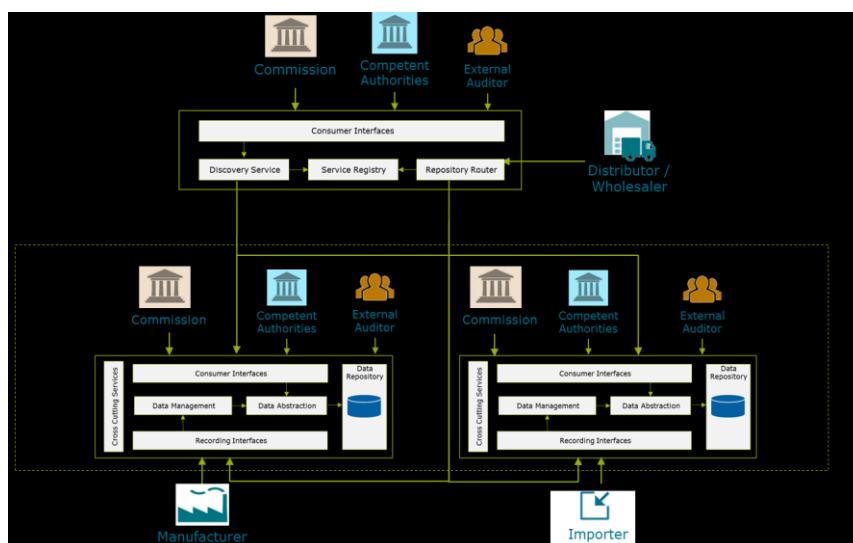 Commission
Competent
Authorities
External
Auditor
Consumer Interfaces
Discovery Service
Service Registry
Repository Router
Distributor /
Wholesaler
Commission
Competent
Authorities
External
Auditor
Commission
Competent
Authorities
External
Auditor
Cross Cutting Services
Consumer Interfaces
Data
Repository
Data Management
Data Abstraction
Recording Interfaces
Cross Cutting Services
Consumer Interfaces
Data
Repository
Data Management
Data Abstraction
Recording Interfaces
Manufacturer
Importer